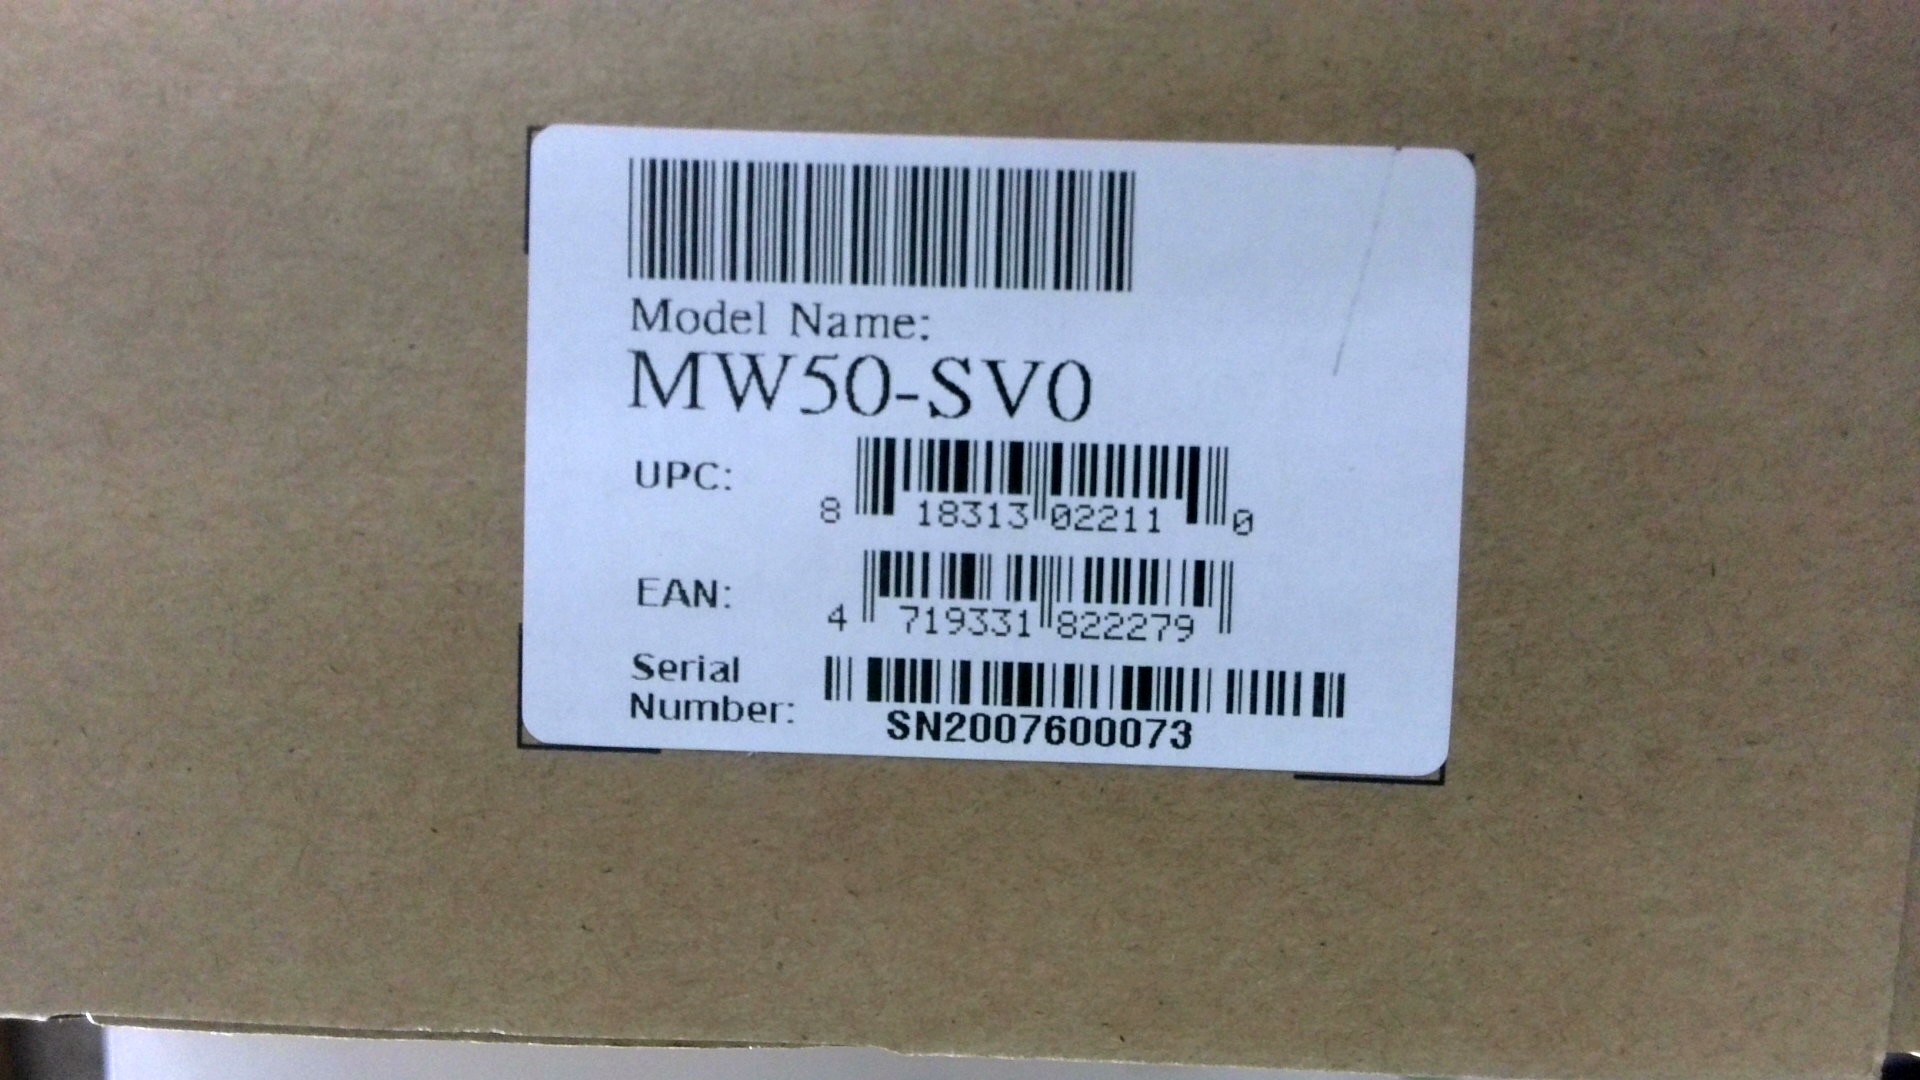 Model Name:
MW50-SV0
UPC:
8 18313 02211 0
EAN:
4 719331 822279
Serial
Number:
SN2007600073